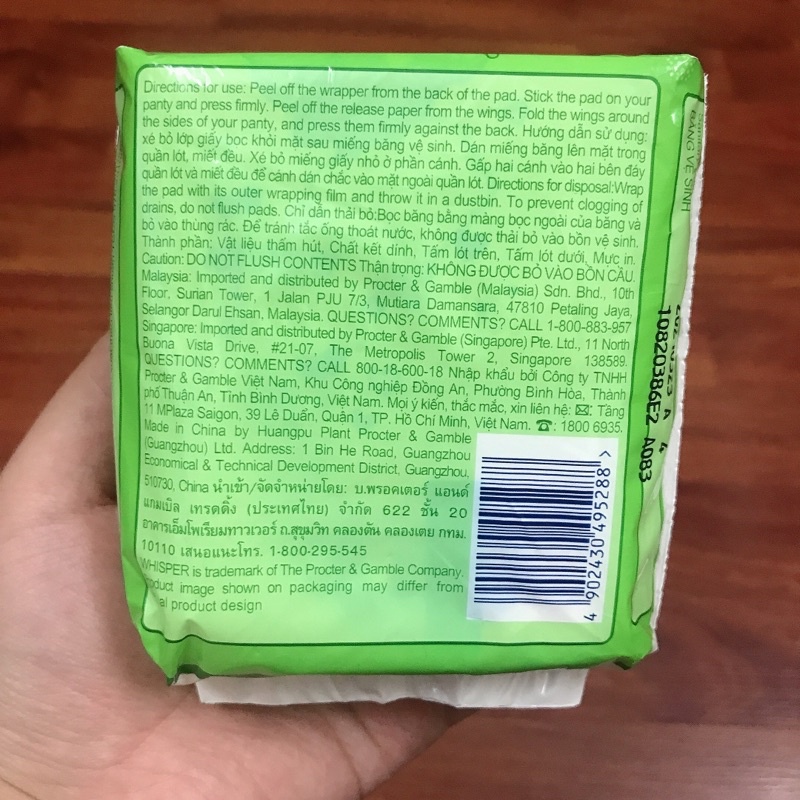 Directions for use: Peel off the wrapper from the back of the pad. Stick the pad on your
panty and press firmly. Peel off the release paper from the wings. Fold the wings around
the sides of your panty, and press them firmly against the back. Hướng dẫn sử dụng:
xé bỏ lớp giấy bọc khỏi mặt sau miếng băng vệ sinh. Dán miếng băng lên mặt trong
quần lót, miết đều. Xé bỏ miếng giấy nhỏ ở phần cánh. Gấp hai cánh vào hai bên đáy
quần lót và miết đều để cánh dán chắc vào mặt ngoài quần lót. Directions for disposal:Wrap
the pad with its outer wrapping film and throw it in a dustbin. To prevent clogging of
drains, do not flush pads. Chỉ dẫn thải bỏ:Bọc băng bằng màng bọc ngoài của băng và
bỏ vào thùng rác. Để tránh tắc ống thoát nước, không được thải bỏ vào bồn vệ sinh.
Thành phần: Vật liệu thấm hút, Chất kết dính, Tấm lót trên, Tấm lót dưới, Mực in.
Caution: DO NOT FLUSH CONTENTS Thận trọng: KHÔNG ĐƯỢC BỎ VÀO BỒN CẦU.
Malaysia: Imported and distributed by Procter & Gamble (Malaysia) Sdn. Bhd., 10th
Floor, Surian Tower, 1 Jalan PJU 7/3, Mutiara Damansara, 47810 Petaling Jaya,
Selangor Darul Ehsan, Malaysia. QUESTIONS? COMMENTS? CALL 1-800-883-957
Singapore: Imported and distributed by Procter & Gamble (Singapore) Pte. Ltd., 11 North
Buona Vista Drive, #21-07, The Metropolis Tower 2, Singapore 138589.
QUESTIONS? COMMENTS? CALL 800-18-600-18 Nhập khẩu bởi Công ty TNHH
Procter & Gamble Việt Nam, Khu Công nghiệp Đồng An, Phường Bình Hòa, Thành
phố Thuận An, Tỉnh Bình Dương, Việt Nam. Mọi ý kiến, thắc mắc, xin liên hệ: ✉: Tầng
11 MPlaza Saigon, 39 Lê Duẩn, Quận 1, TP. Hồ Chí Minh, Việt Nam. ☎: 1800 6935.
Made in China by Huangpu Plant Procter & Gamble
(Guangzhou) Ltd. Address: 1 Bin He Road, Guangzhou
Economical & Technical Development District, Guangzhou,
510730, China นำเข้า/จัดจำหน่ายโดย: บ.พรอคเตอร์ แอนด์
แกมเบิล เทรดดิ้ง (ประเทศไทย) จำกัด 622 ชั้น 20
อาคารเอ็มโพเรียมทาวเวอร์ ถ.สุขุมวิท คลองตัน คลองเตย กทม.
10110 เสนอแนะโทร. 1-800-295-545
WHISPER is trademark of The Procter & Gamble Company.
image shown on packaging may differ from
product design
4 902430 495288 >
BĂNG VỆ SINH
10820386E2 A083